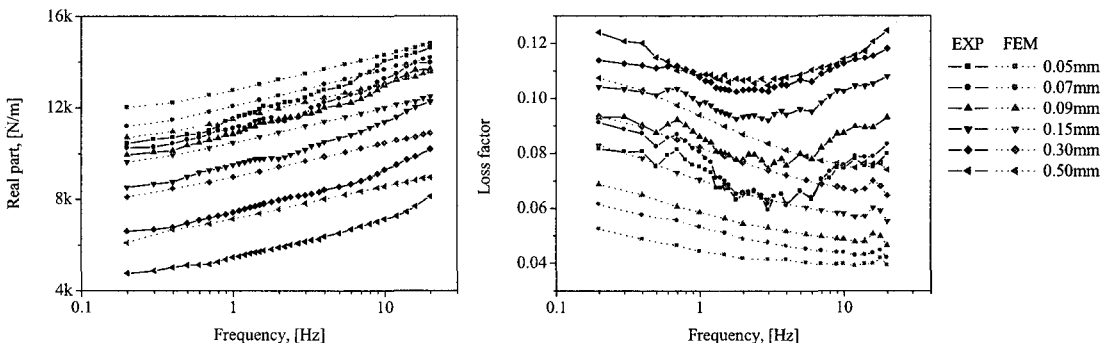 16k
12k
8k
4k
0.1
1
10
Real part, [N/m]
Frequency, [Hz]
0.12
0.10
0.08
0.06
0.04
0.1
1
10
Loss factor
Frequency, [Hz]
EXP FEM
0.05mm
0.07mm
0.09mm
0.15mm
0.30mm
0.50mm